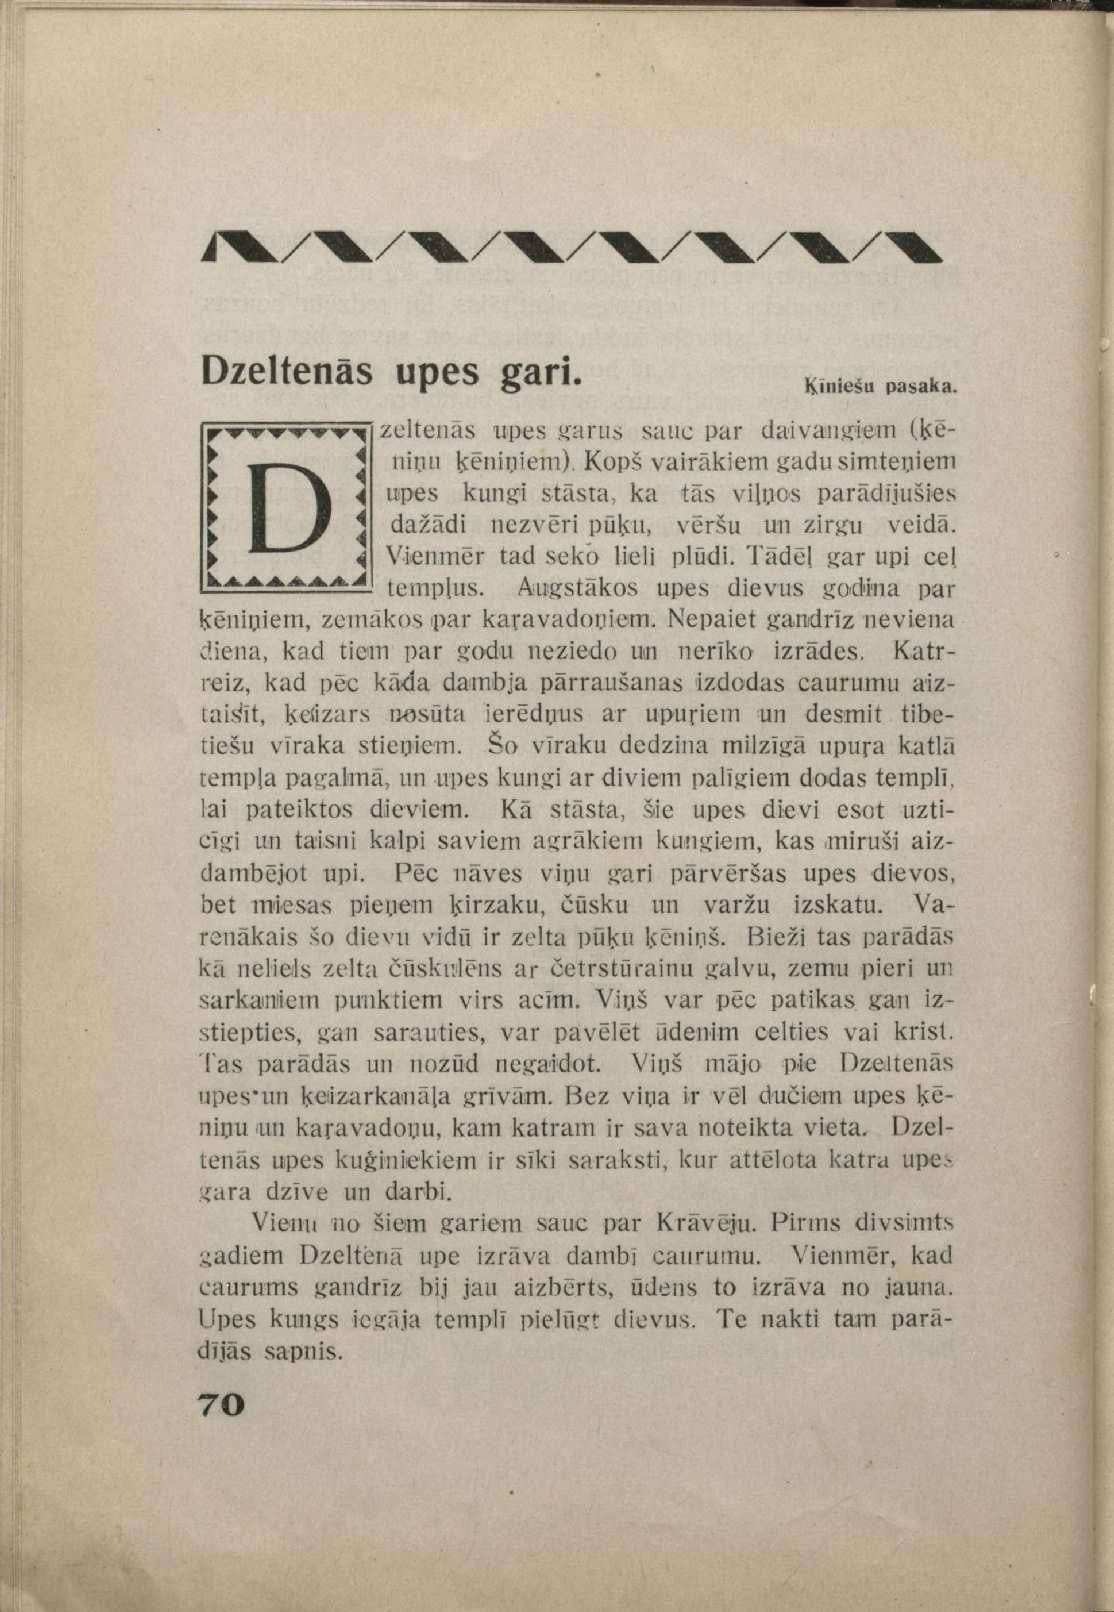 Dzeltenās upes gari.
Ķīniešu pasaka.
Dzeltenās upes garus sauc par daivangiem (ķē-
niņu ķēniņiem). Kopš vairākiem gadu simteņiem
upes kungi stāsta, ka tās viļņos parādījušies
dažādi nezvēri pūķu, vēršu un zirgu veidā.
Vienmēr tad seko lieli plūdi. Tādēļ gar upi ceļ
templus. Augstākos upes dievus godina par
ķēniņiem, zemākos par kaŗavadoņiem. Nepaiet gandrīz neviena
diena, kad tiem par godu neziedo un nerīko izrādes. Katr-
reiz, kad pēc kāda dambja pārraušanas izdodas caurumu aiz-
taisīt, ķeizars nosūta ierēdņus ar upuŗiem un desmit tibe-
tiešu vīraka stieņiem. Šo vīraku dedzina milzīgā upuŗa katlā
tempļa pagalmā, un upes kungi ar diviem palīgiem dodas templī,
lai pateiktos dieviem. Kā stāsta, šie upes dievi esot uzti-
cīgi un taisni kalpi saviem agrākiem kungiem, kas miruši aiz-
dambējot upi. Pēc nāves viņu gari pārvēršas upes dievos,
bet miesas pieņem ķirzaku, čūsku un varžu izskatu. Va-
renākais šo dievu vidū ir zelta pūķu ķēniņš. Bieži tas parādās
kā neliels zelta čūskulēns ar četrstūrainu galvu, zemu pieri un
sarkaniem punktiem virs acīm. Viņš var pēc patikas gan iz-
stiepties, gan sarauties, var pavēlēt ūdenim celties vai krist.
Tas parādās un nozūd negaidot. Viņš mājo pie Dzeltenās
upes un ķeizarkanāļa grīvām. Bez viņa ir vēl dučiem upes ķē-
niņu un kaŗavadoņu, kam katram ir sava noteikta vieta. Dzel-
tenās upes kuģiniekiem ir sīki saraksti, kur attēlota katra upes
gara dzīve un darbi.
Vienu no šiem gariem sauc par Krāvēju. Pirms divsimts
gadiem Dzeltenā upe izrāva dambī caurumu. Vienmēr, kad
caurums gandrīz bij jau aizbērts, ūdens to izrāva no jauna.
Upes kungs iegāja templī pielūgt dievus. Te nakti tam parā-
dījās sapnis.
70